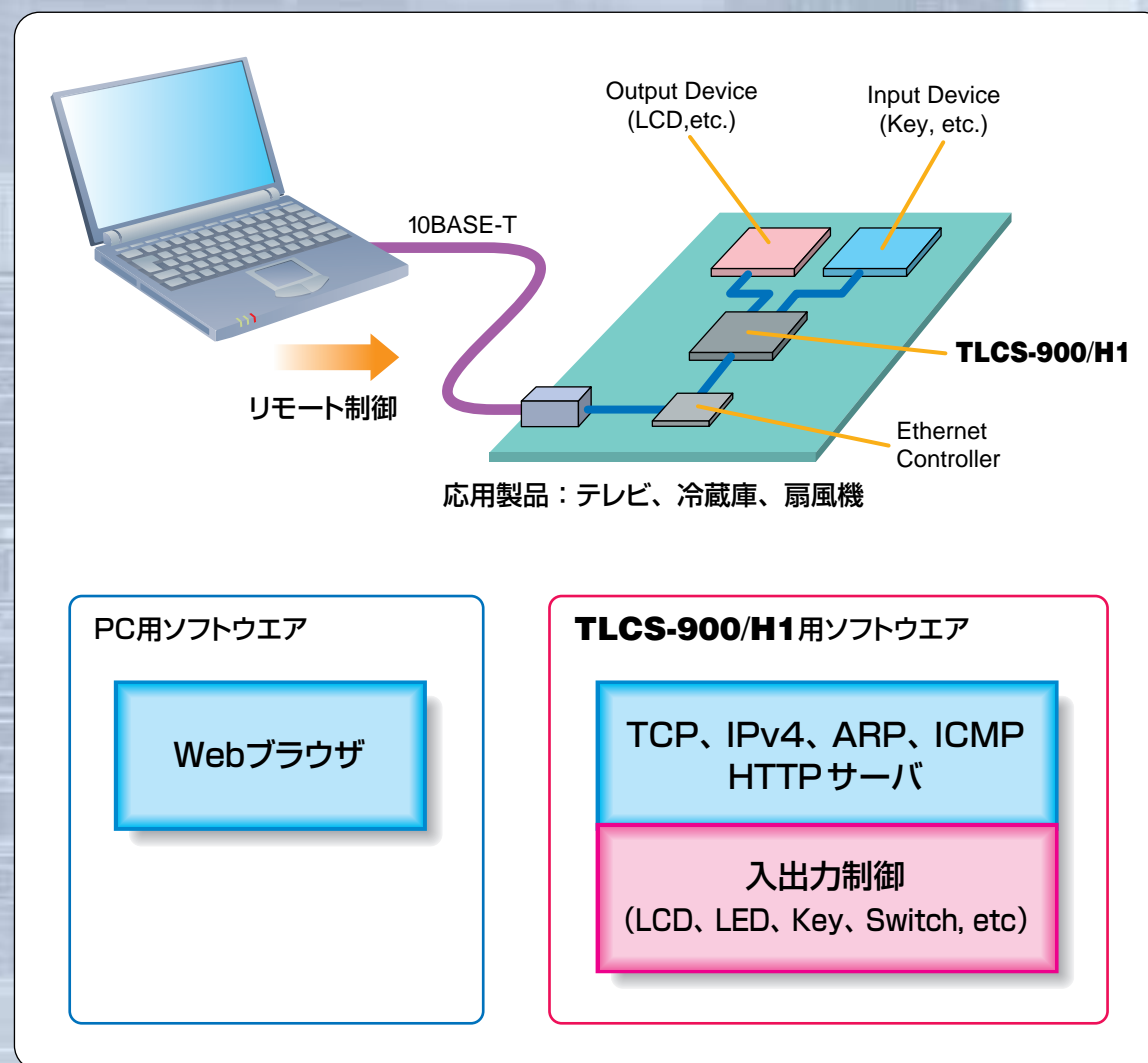 Output Device
(LCD,etc.)
Input Device
(Key, etc.)
10BASE-T
TLCS-900/H1
リモート制御
Ethernet
Controller
応用製品：テレビ、冷蔵庫、扇風機
PC用ソフトウエア
Webブラウザ
TLCS-900/H1用ソフトウエア
TCP、IPv4、ARP、ICMP
HTTPサーバ
入出力制御
（LCD、LED、Key、Switch, etc）